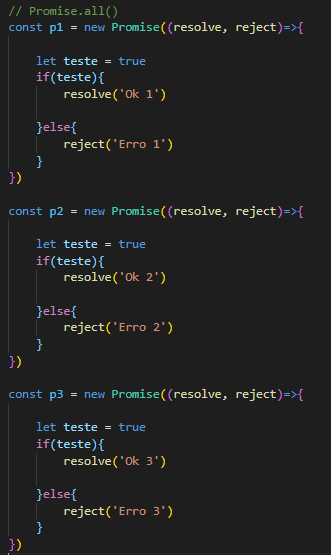 // Promise.all()
const p1 = new Promise((resolve, reject)=>{
let teste = true
if(teste){
resolve('Ok 1')
}else{
reject('Erro 1')
}
})
const p2 = new Promise((resolve, reject)=>{
let teste = true
if(teste){
resolve('Ok 2')
}else{
reject('Erro 2')
}
})
const p3 = new Promise((resolve, reject)=>{
let teste = true
if(teste){
resolve('Ok 3')
}else{
reject('Erro 3')
}
})